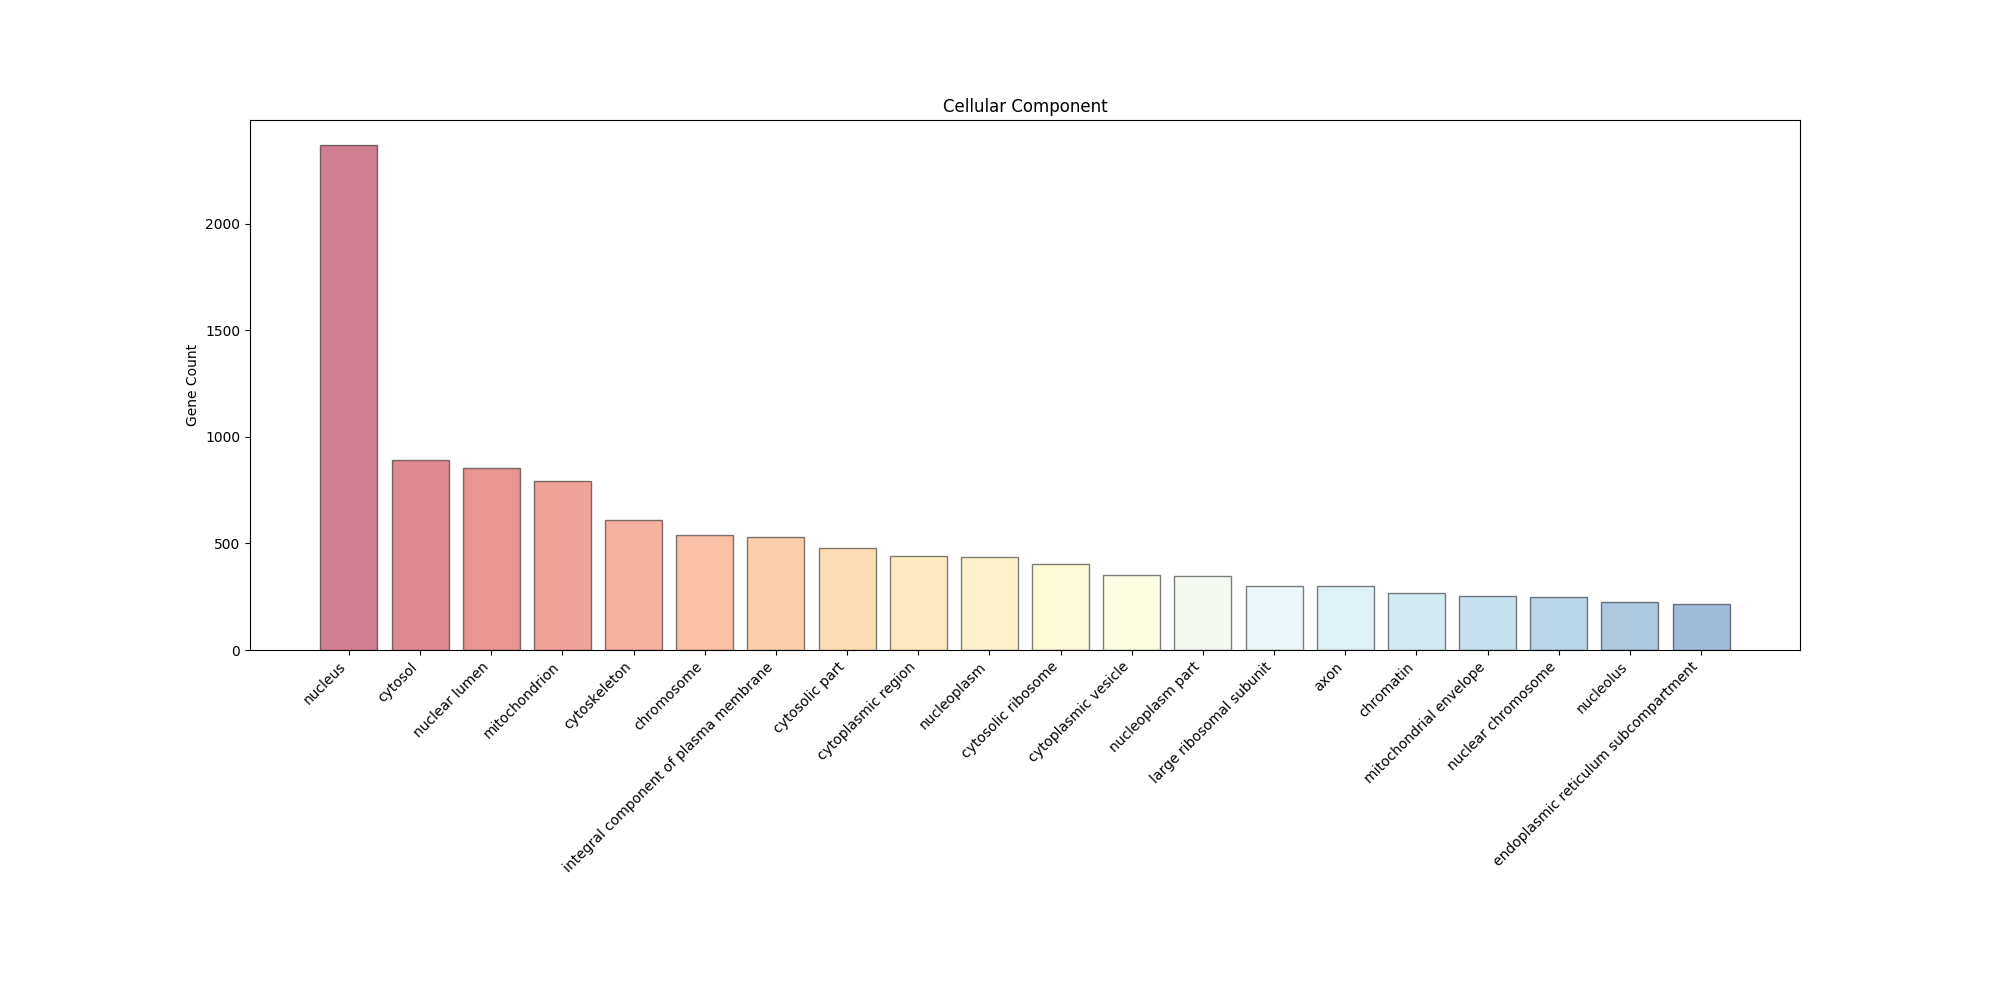 Cellular Component
Gene Count
2000
1500
1000
500
0
nucleus
cytosol
nuclear lumen
mitochondrion
cytoskeleton
chromosome
integral component of plasma membrane
cytosolic part
cytoplasmic region
nucleoplasm
cytosolic ribosome
cytoplasmic vesicle
nucleoplasm part
large ribosomal subunit
axon
chromatin
mitochondrial envelope
nuclear chromosome
nucleolus
endoplasmic reticulum subcompartment